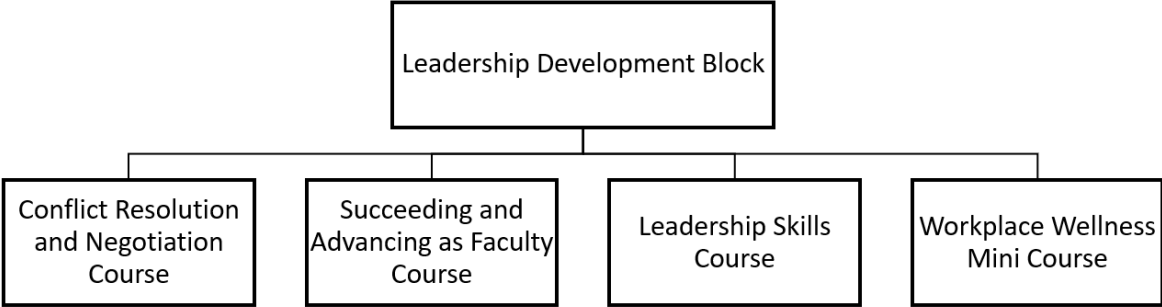 Leadership Development Block
Conflict Resolution
and Negotiation
Course
Succeeding and
Advancing as Faculty
Course
Leadership Skills
Course
Workplace Wellness
Mini Course